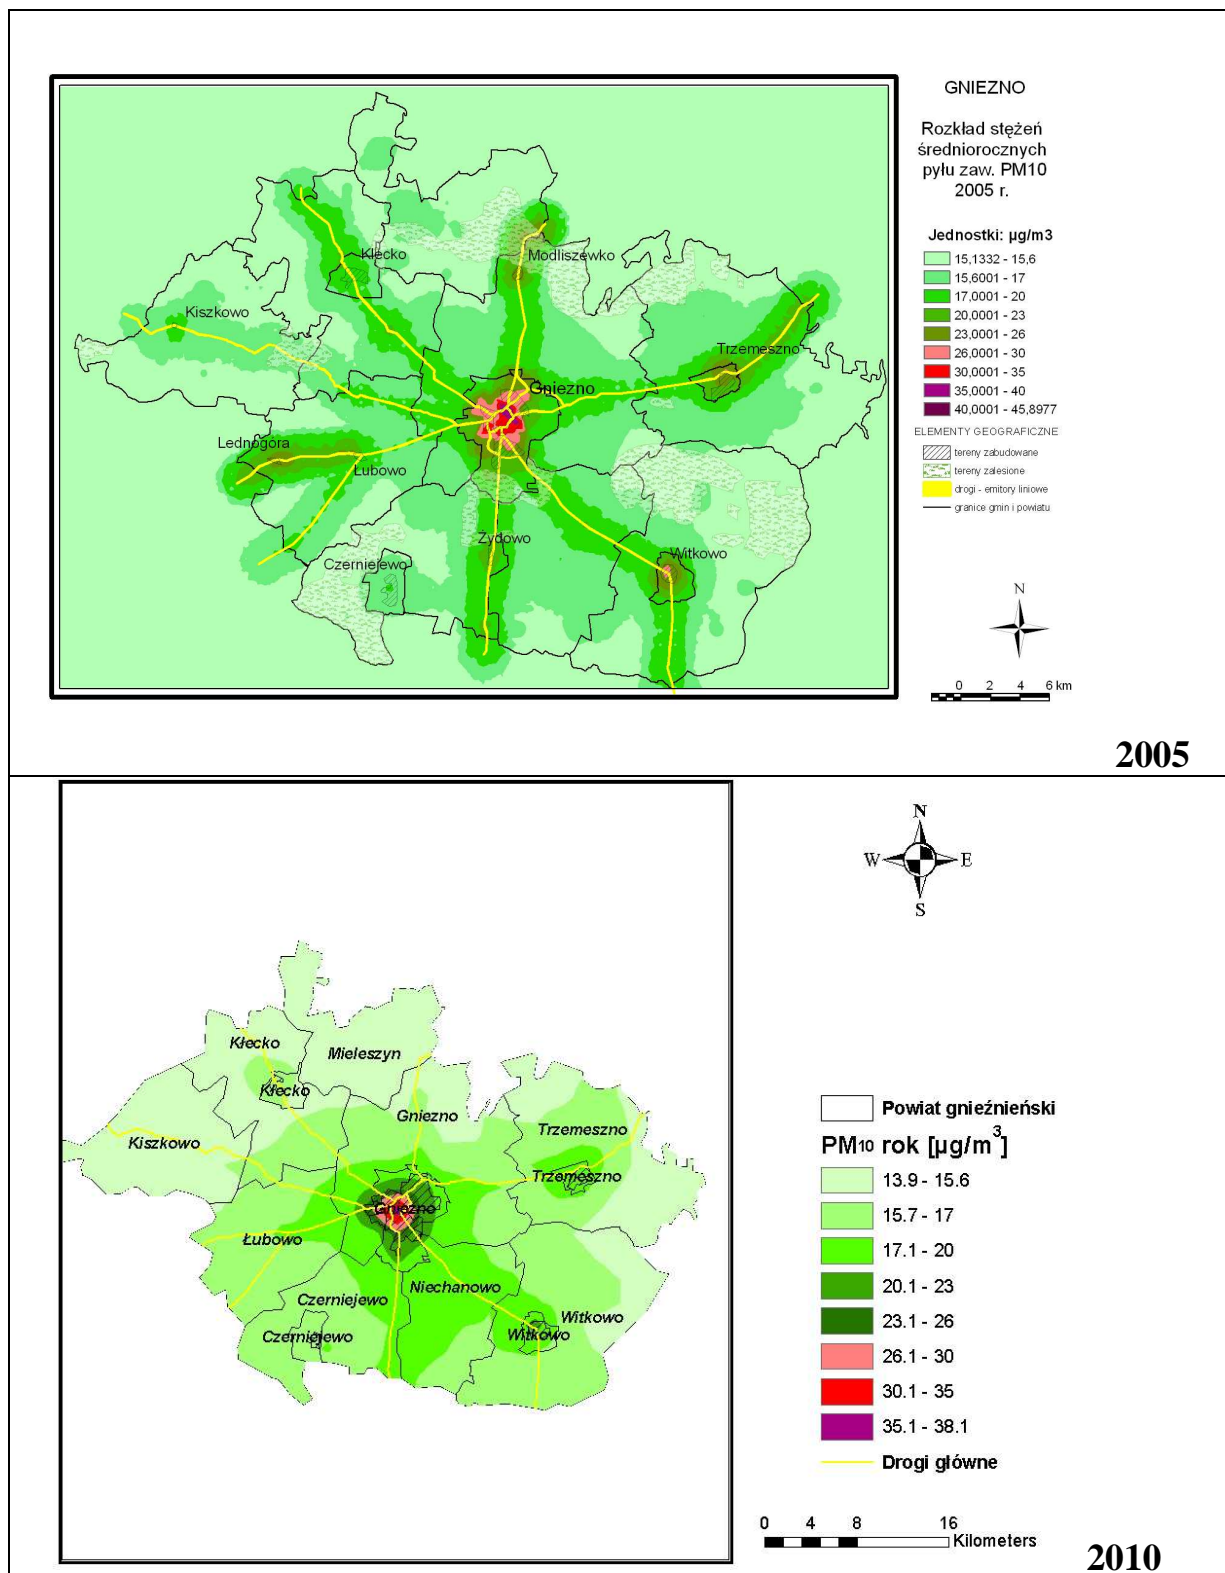 GNIEZNO
Rozkład stężeń
średniorocznych
pyłu zaw. PM10
2005 r.
Jednostki: µg/m3
15,1332 - 15,6
15,6001 - 17
17,0001 - 20
20,0001 - 23
23,0001 - 26
26,0001 - 30
30,0001 - 35
35,0001 - 40
40,0001 - 45,8977
ELEMENTY GEOGRAFICZNE
tereny zabudowane
tereny zalesione
drogi - emitory liniowe
granice gmin i powiatu
Kłecko
Modliszewko
Kiszkowo
Trzemeszno
Gniezno
Lednogóra
Łubowo
Żydowo
Witkowo
Czerniejewo
N
0 2 4 6 km
2005
N
W E
S
Kłecko
Mieleszyn
Kłecko
Gniezno
Trzemeszno
Kiszkowo
Trzemeszno
Gniezno
Łubowo
Niechanowo
Czerniejewo
Witkowo
Czerniejewo
Witkowo
Powiat gnieźnieński
PM10 rok [µg/m3]
13.9 - 15.6
15.7 - 17
17.1 - 20
20.1 - 23
23.1 - 26
26.1 - 30
30.1 - 35
35.1 - 38.1
Drogi główne
0 4 8 16
Kilometers
2010